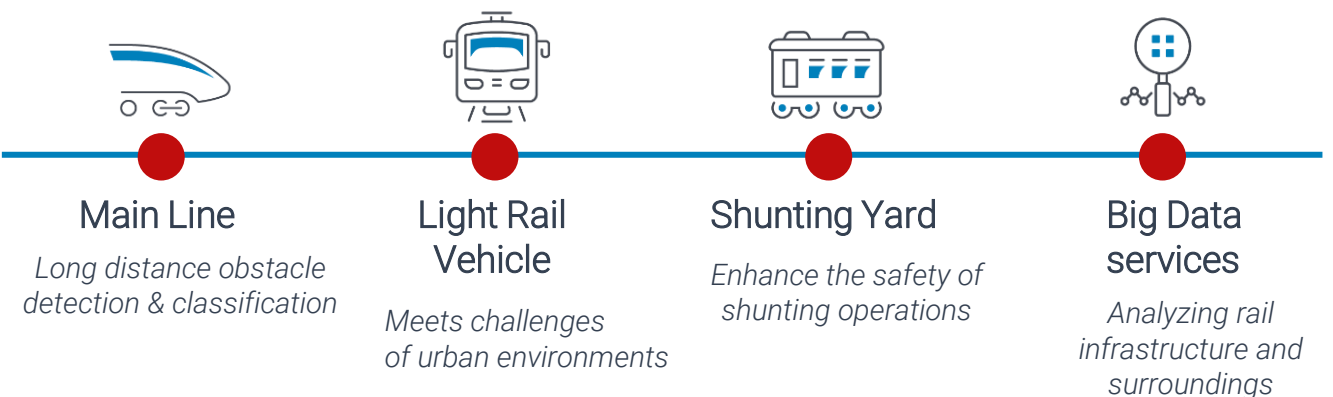 Main Line
Long distance obstacle
detection & classification
Light Rail
Vehicle
Meets challenges
of urban environments
Shunting Yard
Enhance the safety of
shunting operations
Big Data
services
Analyzing rail
infrastructure and
surroundings